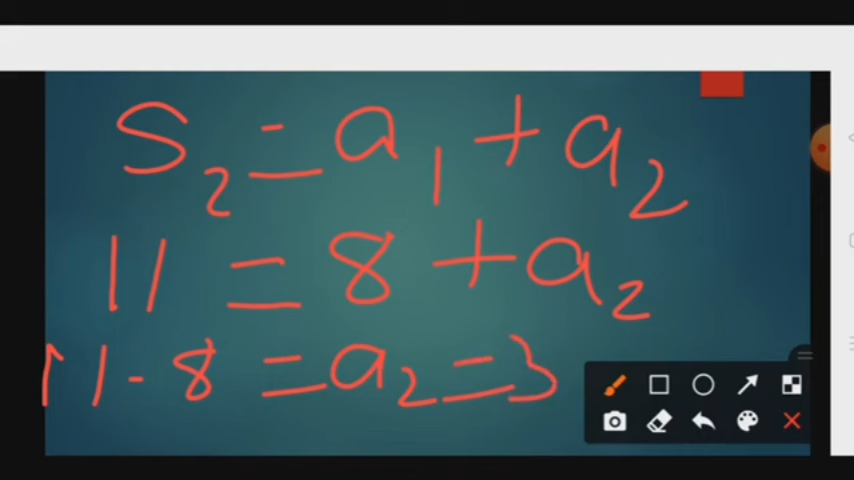 S₂ = a₁ + a₂
11 = 8 + a₂
11 - 8 = a₂ = 3